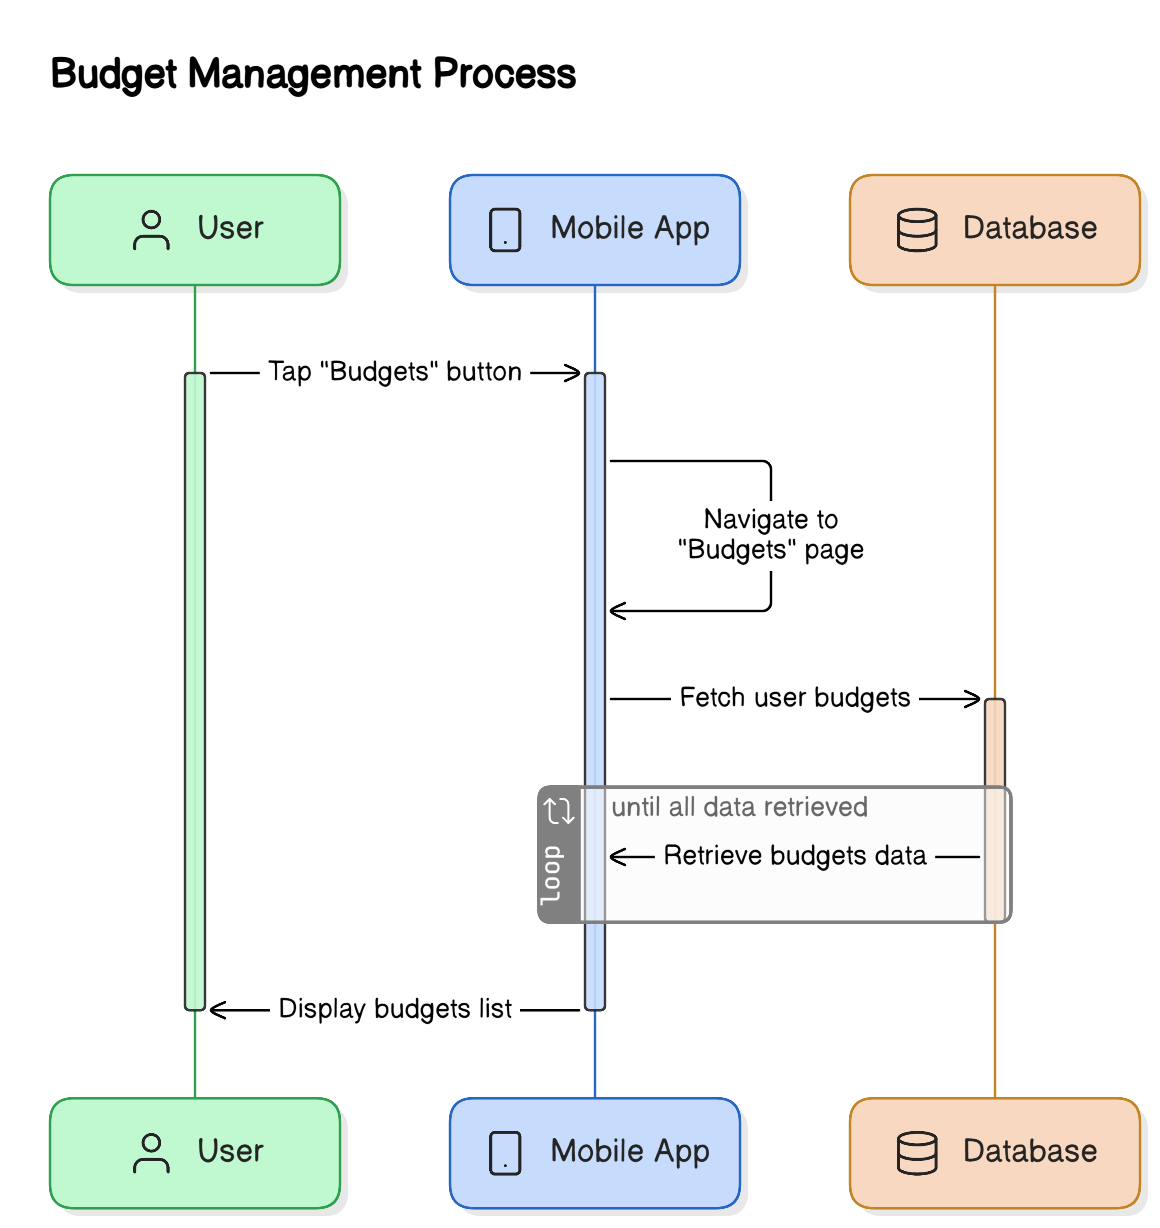 Budget Management Process
User
Mobile App
Database
Tap "Budgets" button
Navigate to
"Budgets" page
Fetch user budgets
until all data retrieved
loop
Retrieve budgets data
Display budgets list
User
Mobile App
Database